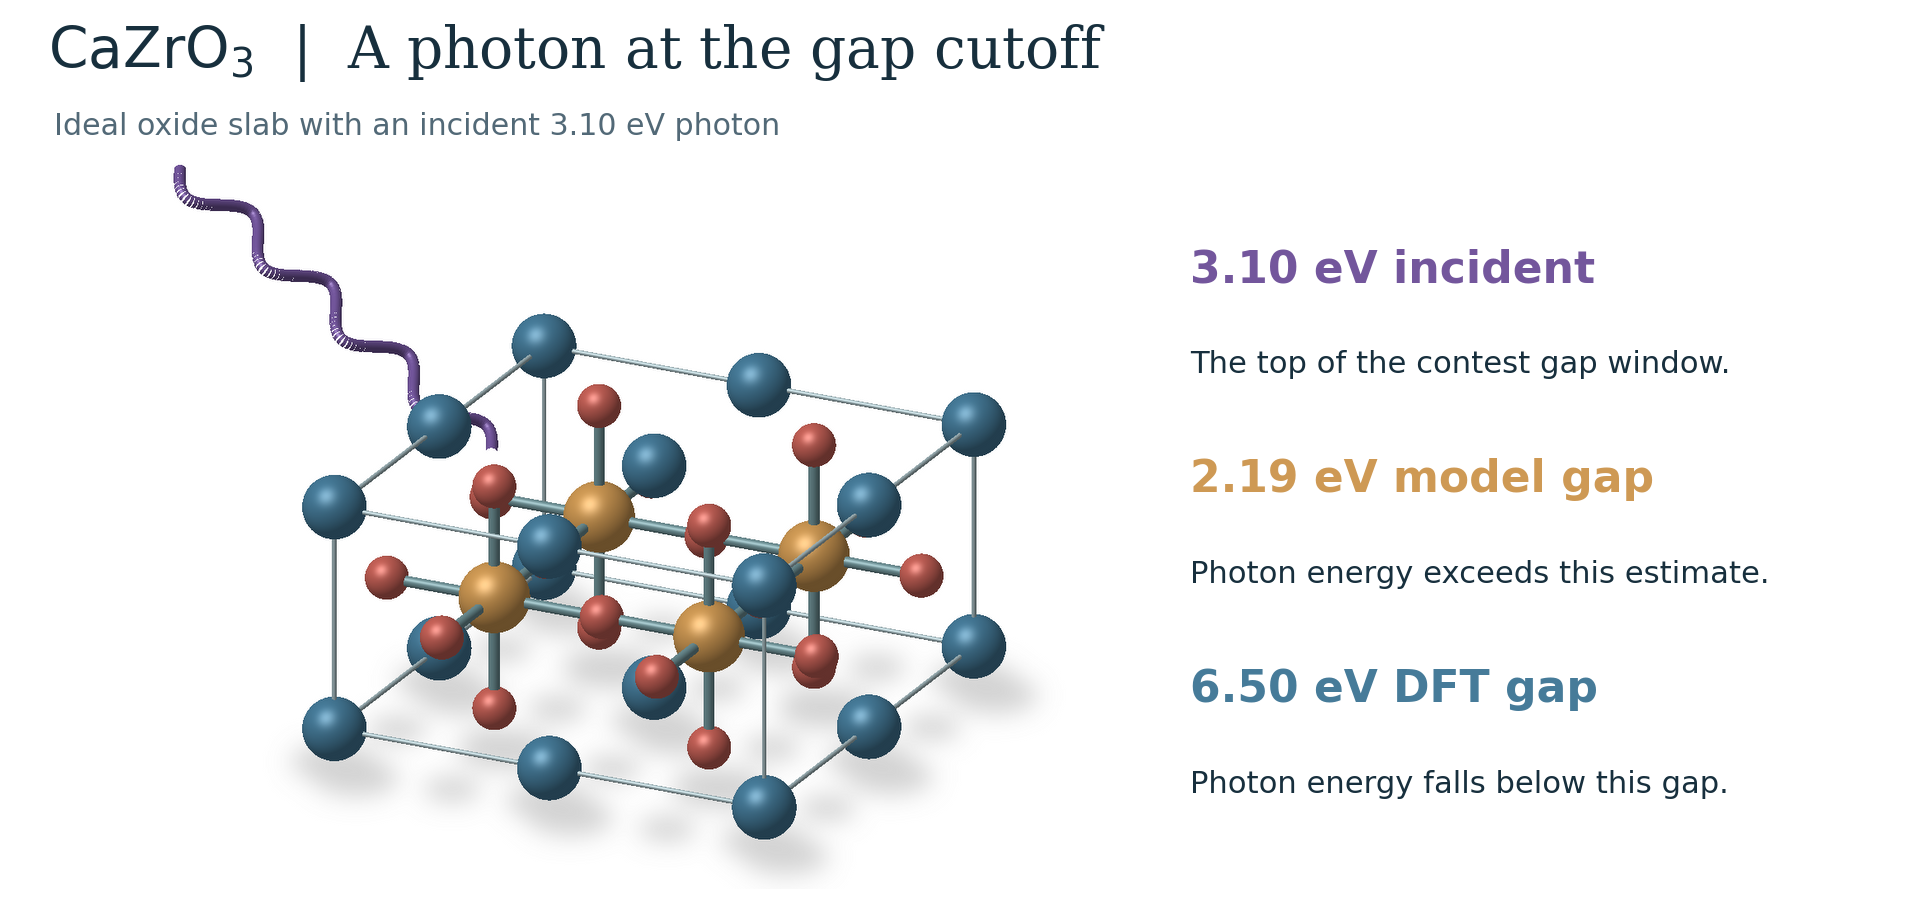 CaZrO₃ | A photon at the gap cutoff
Ideal oxide slab with an incident 3.10 eV photon
3.10 eV incident
The top of the contest gap window.
2.19 eV model gap
Photon energy exceeds this estimate.
6.50 eV DFT gap
Photon energy falls below this gap.